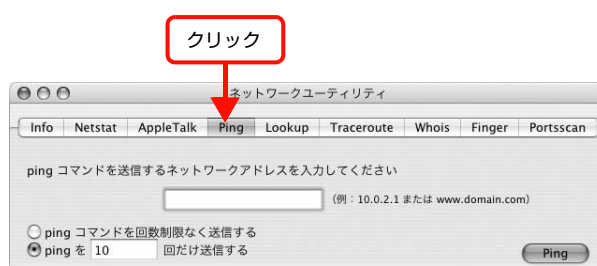 クリック
ネットワークユーティリティ
Info Netstat AppleTalk Ping Lookup Traceroute Whois Finger Portsscan
ping コマンドを送信するネットワークアドレスを入力してください
(例：10.0.2.1 または www.domain.com)
ping コマンドを回数制限なく送信する
ping を 10 回だけ送信する
Ping